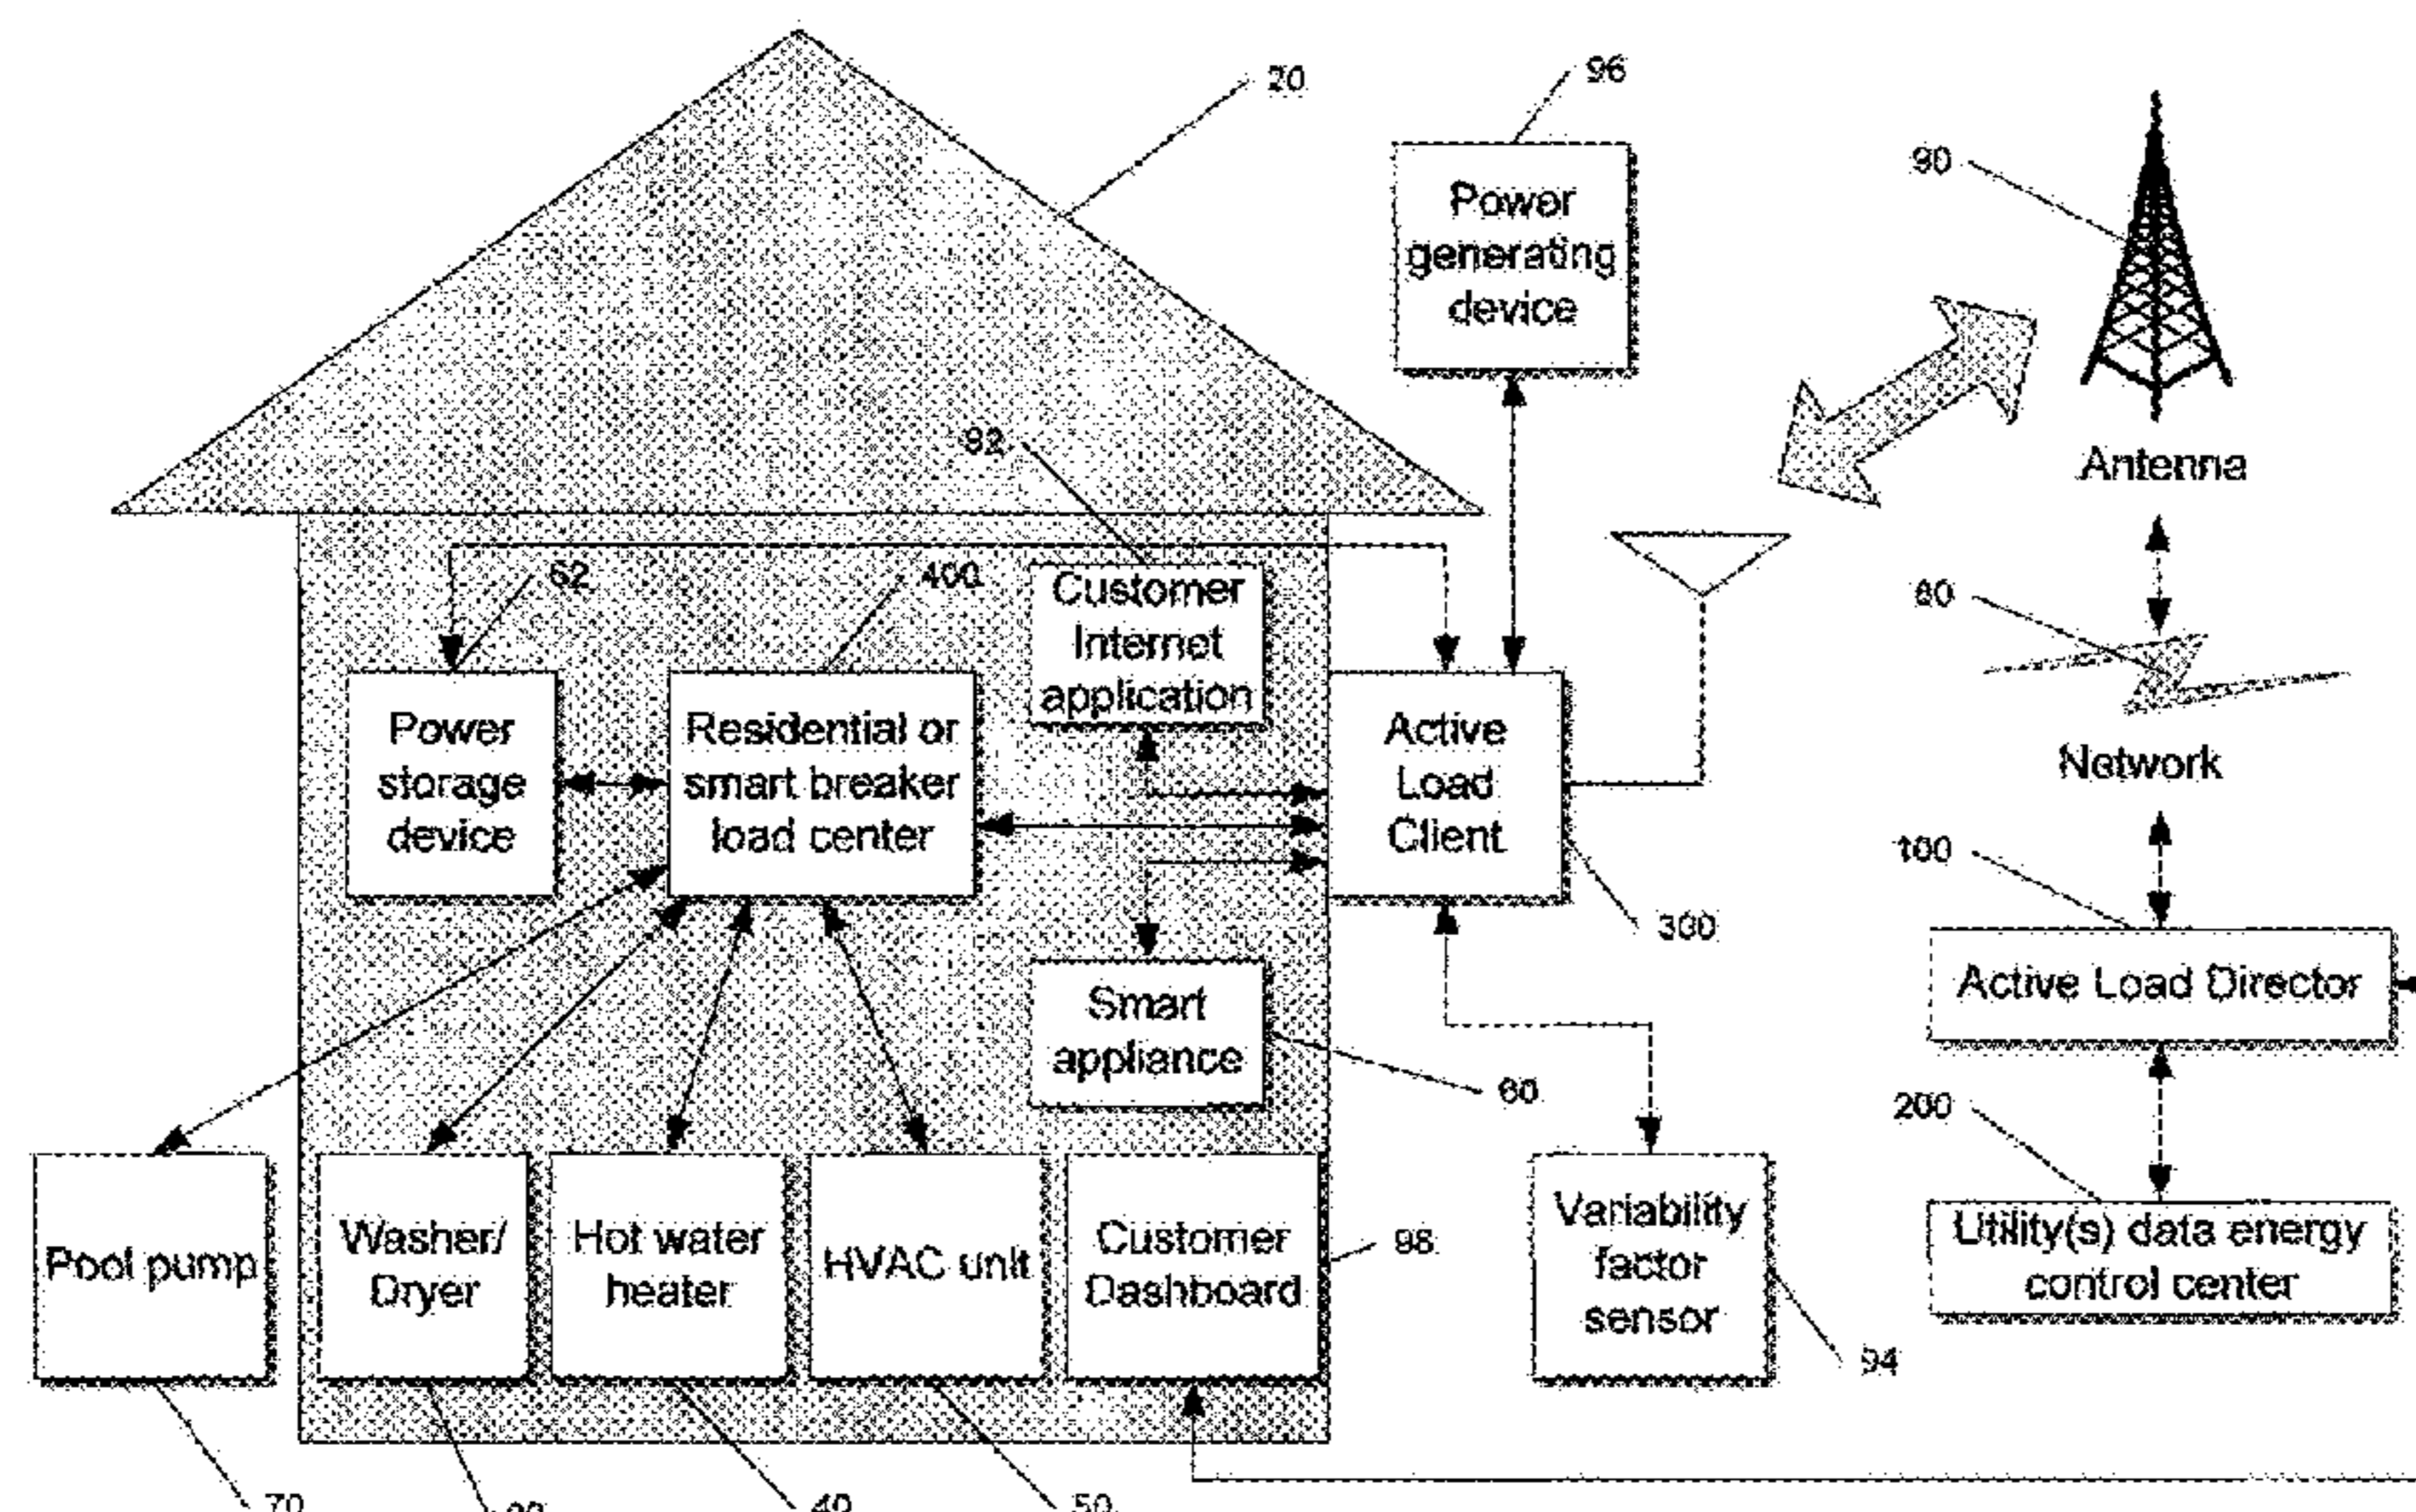 20
96
Power
generating
device
90
Antenna
92
62
400
Customer
Internet
application
80
Power
storage
device
Residential or
smart breaker
load center
Active
Load
Client
Network
100
300
Active Load Director
Smart
appliance
60
200
Pool pump
Washer/
Dryer
Hot water
heater
HVAC unit
Customer
Dashboard
98
Variability
factor
sensor
Utility(s) data energy
control center
94
70
40
50